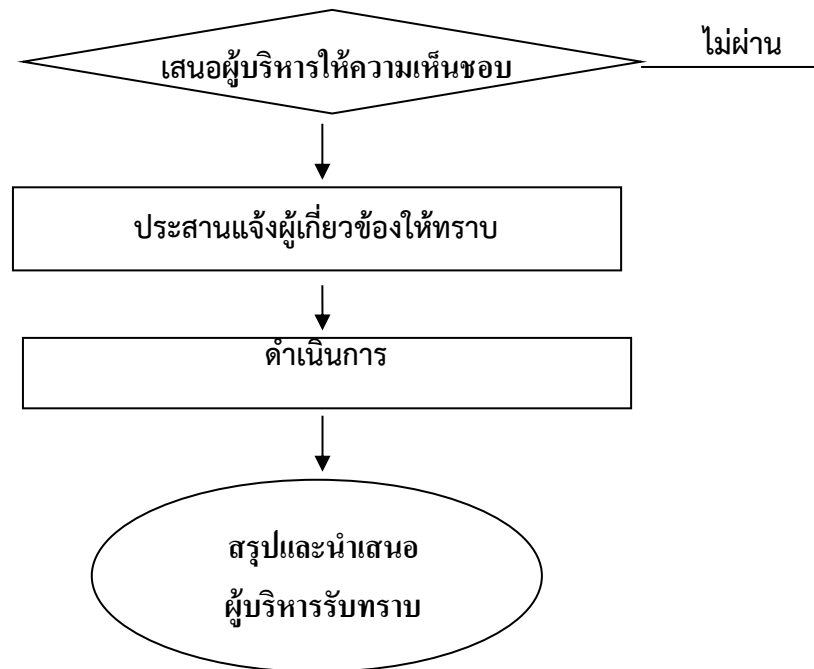 ไม่ผ่าน
เสนอผู้บริหารให้ความเห็นชอบ
ประสานแจ้งผู้เกี่ยวข้องให้ทราบ
ดำเนินการ
สรุปและนำเสนอ
ผู้บริหารรับทราบ